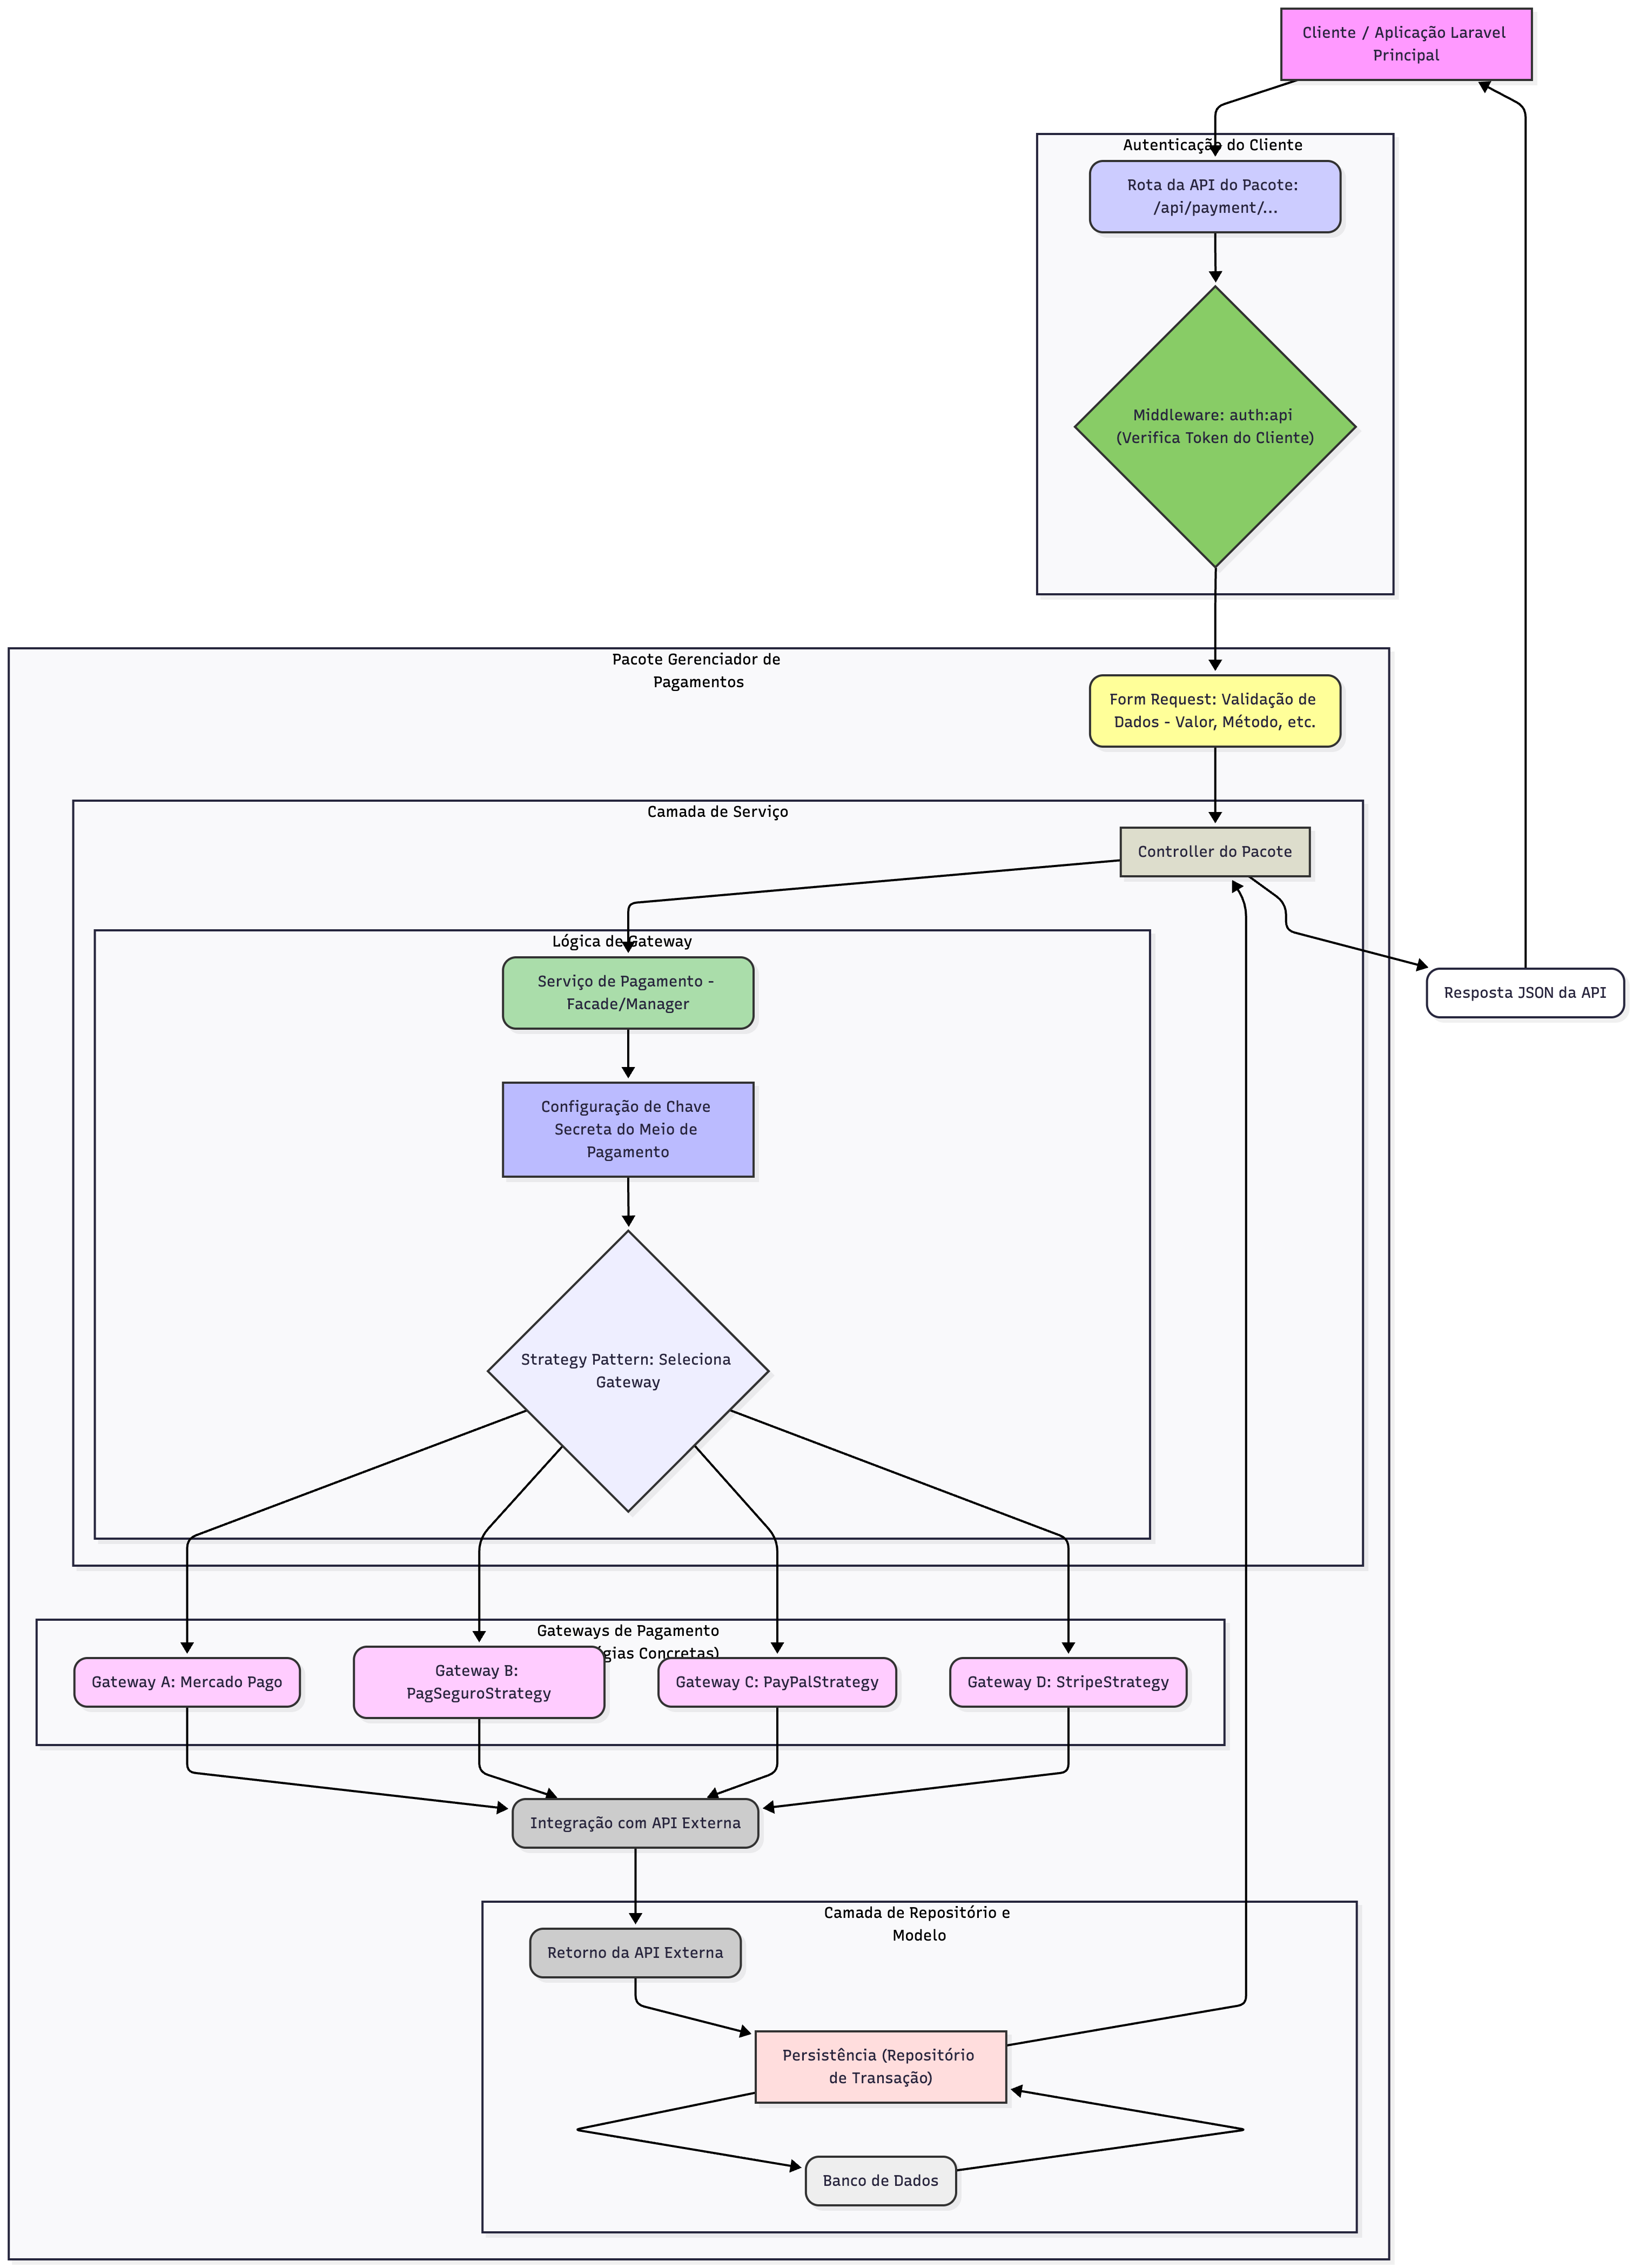 Cliente / Aplicação Laravel
Principal
Autenticação do Cliente
Rota da API do Pacote:
/api/payment/...
Middleware: auth:api
(Verifica Token do Cliente)
Pacote Gerenciador de
Pagamentos
Form Request: Validação de
Dados - Valor, Método, etc.
Camada de Serviço
Controller do Pacote
Lógica de Gateway
Serviço de Pagamento -
Facade/Manager
Resposta JSON da API
Configuração de Chave
Secreta do Meio de
Pagamento
Strategy Pattern: Seleciona
Gateway
Gateways de Pagamento
Concretas)
Gateway A: Mercado Pago
Gateway B:
PagSeguroStrategy
Gateway C: PayPalStrategy
Gateway D: StripeStrategy
Integração com API Externa
Camada de Repositório e
Modelo
Retorno da API Externa
Persistência (Repositório
de Transação)
Banco de Dados